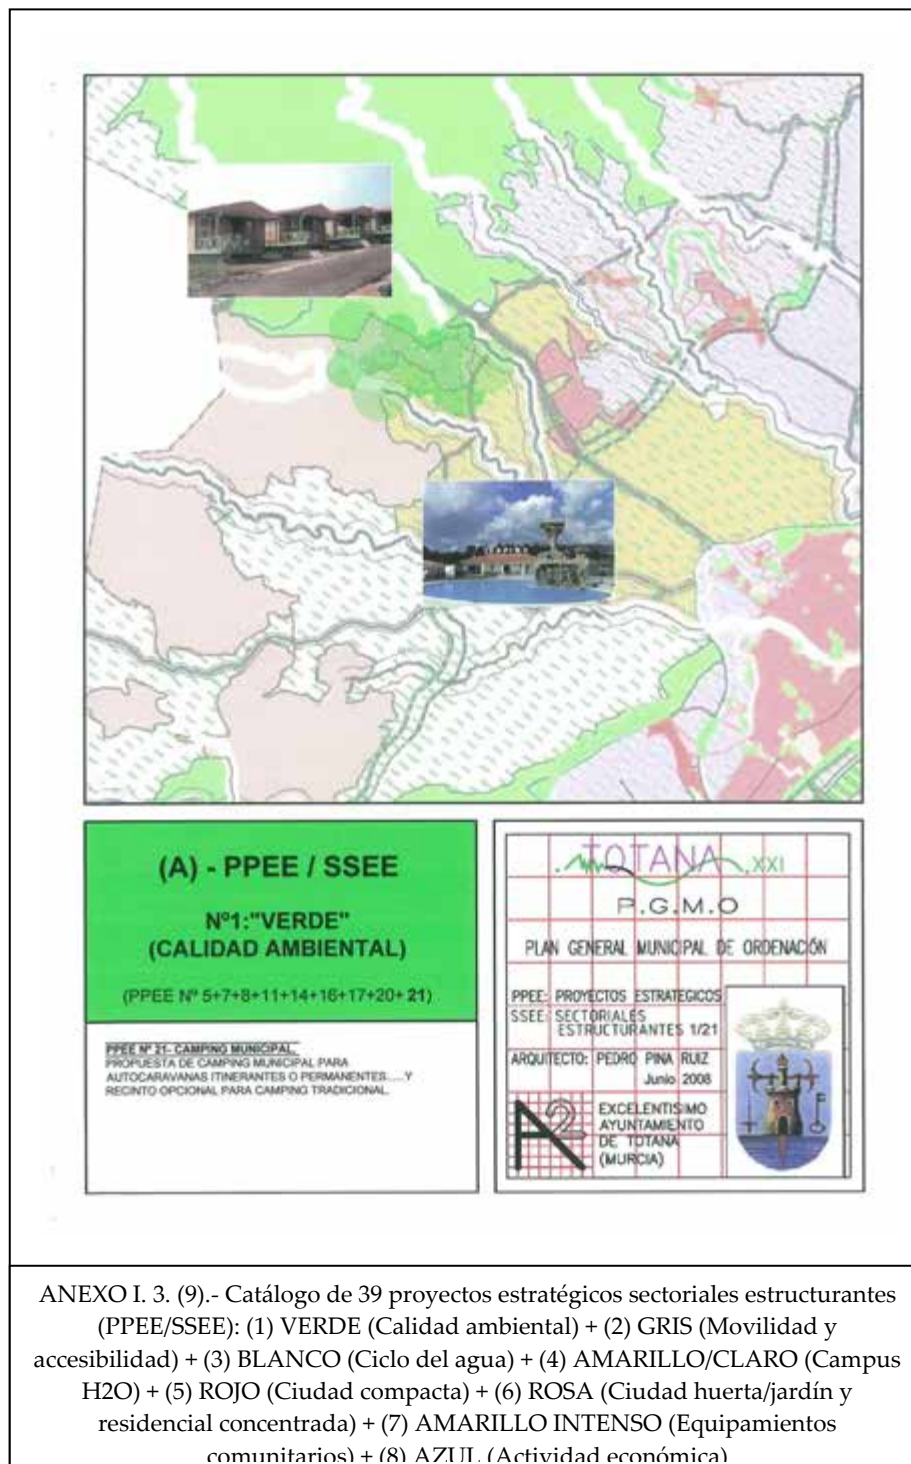 (A) - PPEE / SSEE
Nº1:"VERDE"
(CALIDAD AMBIENTAL)
(PPEE Nº 5+7+8+11+14+16+17+20+ 21)
PPEE Nº 21- CAMPING MUNICIPAL.
PROPUESTA DE CAMPING MUNICIPAL PARA
AUTOCARAVANAS ITINERANTES O PERMANENTES.....Y
RECINTO OPCIONAL PARA CAMPING TRADICIONAL.
TOTANA XXI
P.G.M.O
PLAN GENERAL MUNICIPAL DE ORDENACIÓN
PPEE: PROYECTOS ESTRATEGICOS
SSEE: SECTORIALES
ESTRUCTURANTES 1/21
ARQUITECTO: PEDRO PINA RUIZ
Junio 2008
A2
EXCELENTISIMO
AYUNTAMIENTO
DE TOTANA
(MURCIA)
ANEXO I. 3. (9).- Catálogo de 39 proyectos estratégicos sectoriales estructurantes
(PPEE/SSEE): (1) VERDE (Calidad ambiental) + (2) GRIS (Movilidad y
accesibilidad) + (3) BLANCO (Ciclo del agua) + (4) AMARILLO/CLARO (Campus
H2O) + (5) ROJO (Ciudad compacta) + (6) ROSA (Ciudad huerta/jardín y
residencial concentrada) + (7) AMARILLO INTENSO (Equipamientos
comunitarios) + (8) AZUL (Actividad económica)